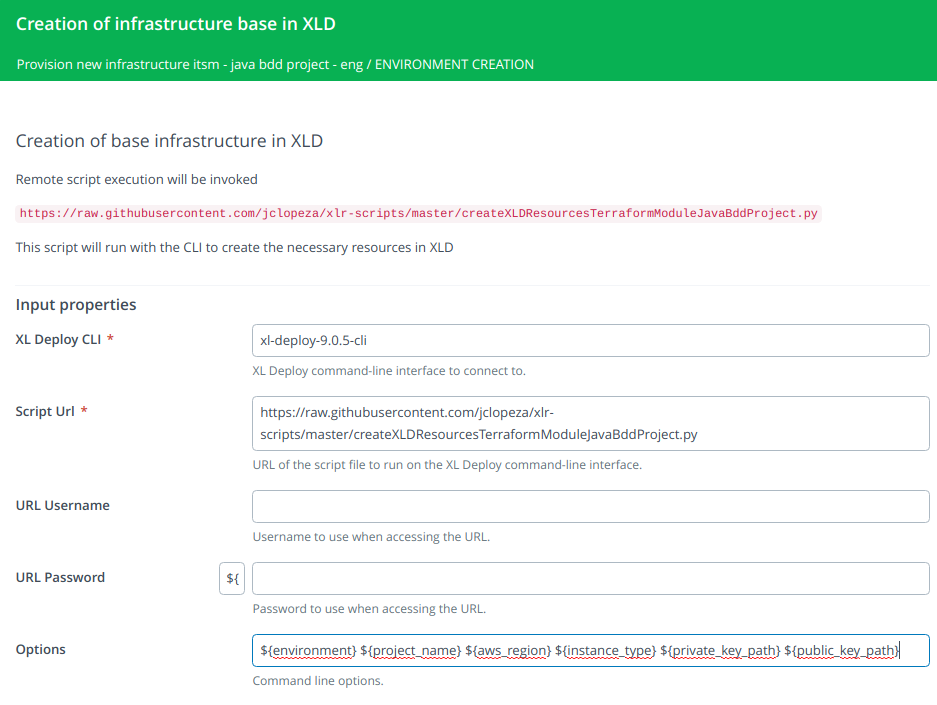 Creation of infrastructure base in XLD
Provision new infrastructure itsm - java bdd project - eng / ENVIRONMENT CREATION
Creation of base infrastructure in XLD
Remote script execution will be invoked
https://raw.githubusercontent.com/jclopeza/xlr-scripts/master/createXLDResourcesTerraformModuleJavaBddProject.py
This script will run with the CLI to create the necessary resources in XLD
Input properties
XL Deploy CLI *
xl-deploy-9.0.5-cli
XL Deploy command-line interface to connect to.
Script Url *
https://raw.githubusercontent.com/jclopeza/xlr-
scripts/master/createXLDResourcesTerraformModuleJavaBddProject.py
URL of the script file to run on the XL Deploy command-line interface.
URL Username
Username to use when accessing the URL.
URL Password
${
Password to use when accessing the URL.
Options
${environment} ${project_name} ${aws_region} ${instance_type} ${private_key_path} ${public_key_path}
Command line options.